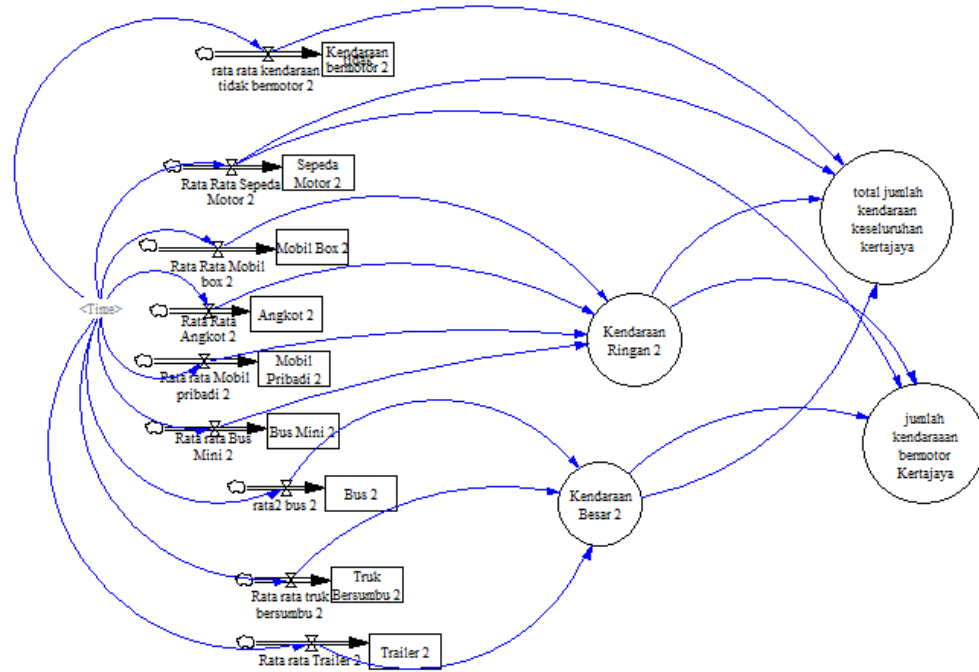 Kendaraan
tidak
bermotor 2
rata rata kendaraan
tidak bermotor 2
Sepeda
Motor 2
Rata Rata Sepeda
Motor 2
total jumlah
kendaraan
keseluruhan
kertajaya
Mobil Box 2
Rata Rata Mobil
box 2
<Time>
Angkot 2
Rata Rata
Angkot 2
Kendaraan
Ringan 2
Mobil
Pribadi 2
Rata rata Mobil
pribadi 2
Bus Mini 2
Rata rata Bus
Mini 2
jumlah
kendaraaan
bermotor
Kertajaya
Bus 2
rata2 bus 2
Kendaraan
Besar 2
Truk
Bersumbu 2
Rata rata truk
bersumbu 2
Trailer 2
Rata rata Trailer 2